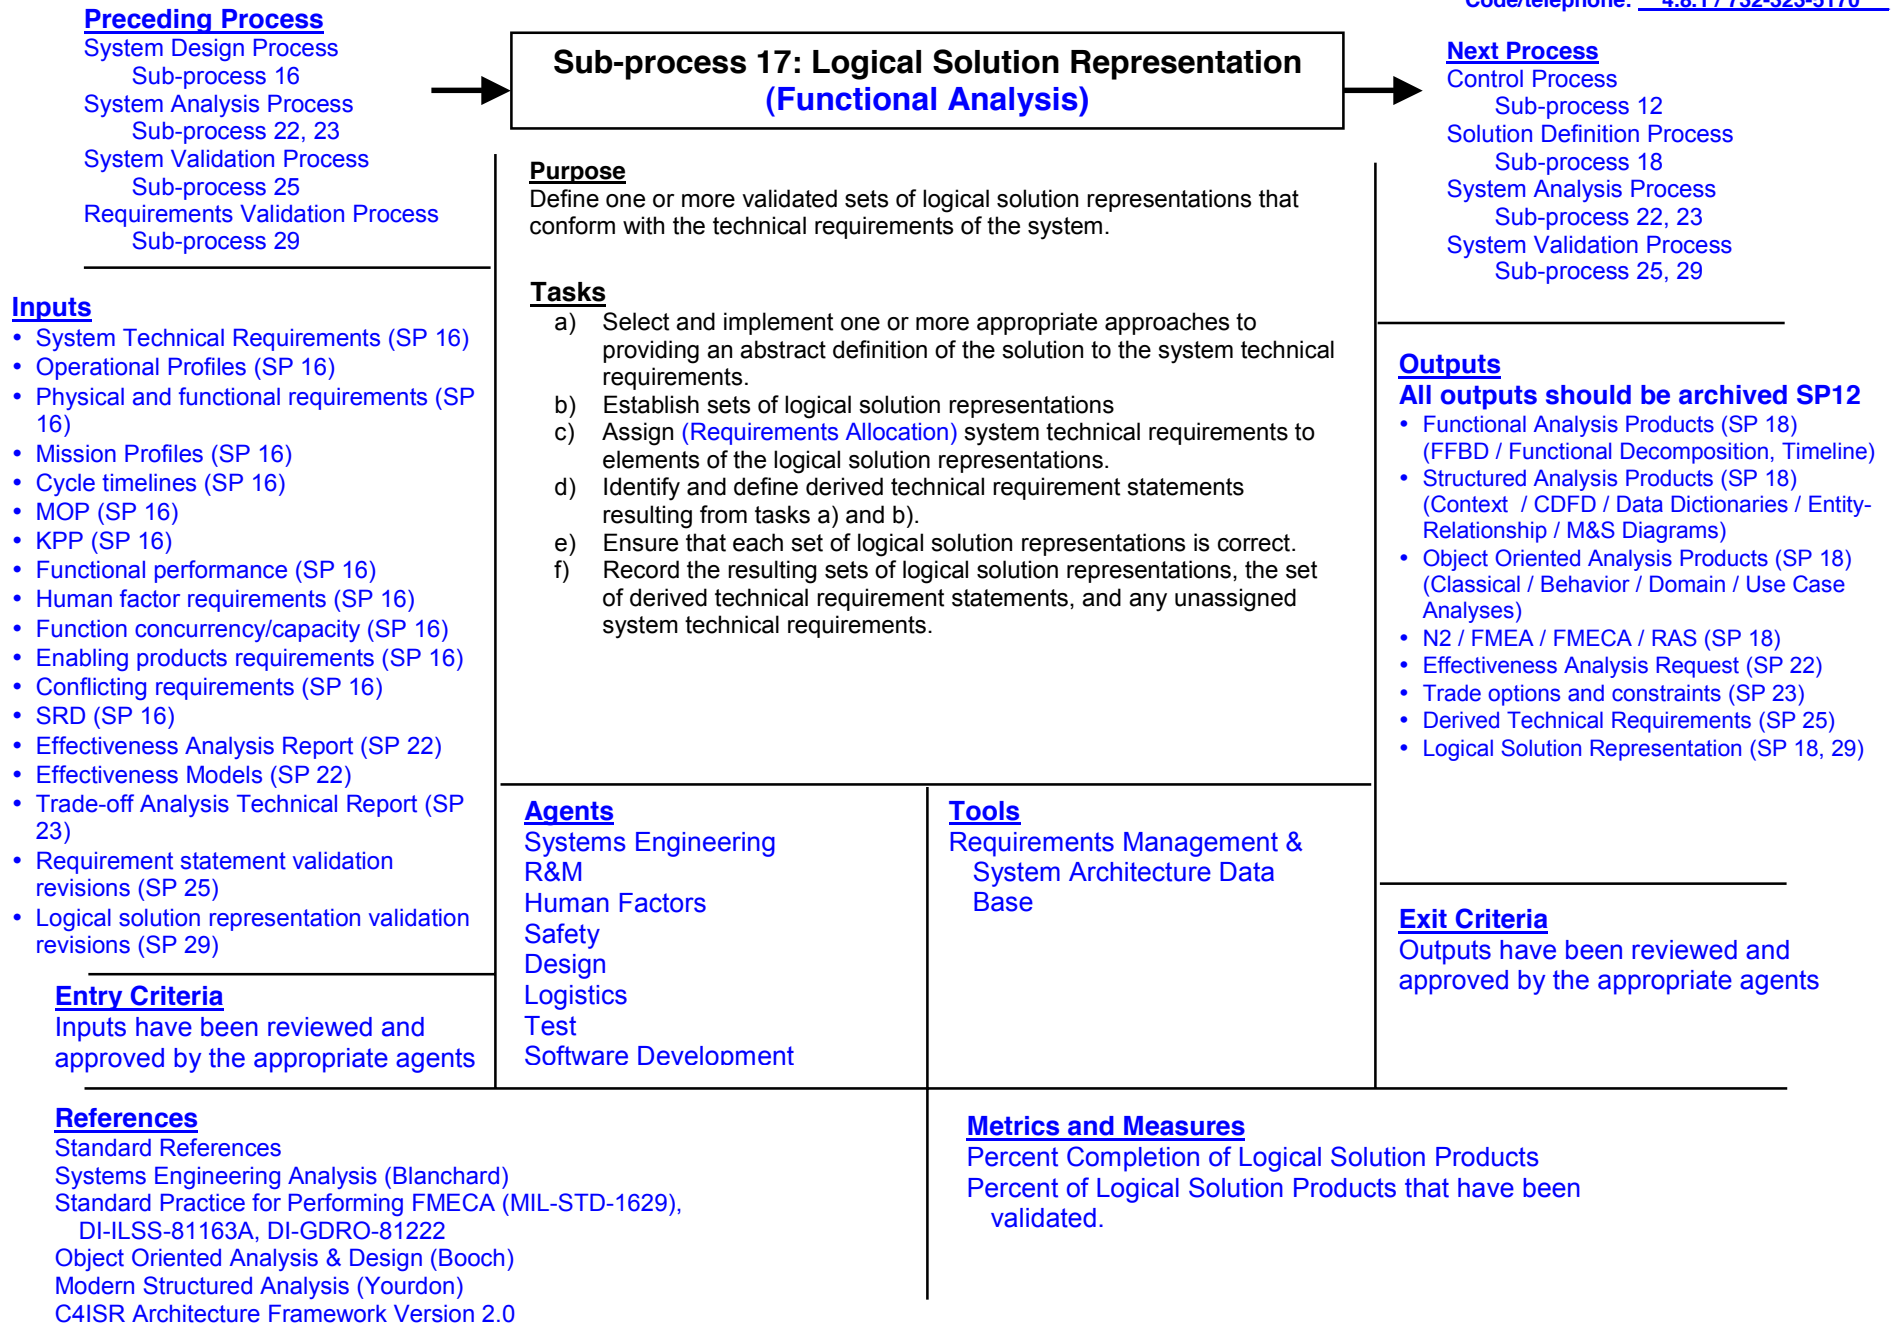 Code/telephone: 4.8.1 / 732-323-5170
Preceding Process
System Design Process
Sub-process 16
System Analysis Process
Sub-process 22, 23
System Validation Process
Sub-process 25
Requirements Validation Process
Sub-process 29
Sub-process 17: Logical Solution Representation
(Functional Analysis)
Next Process
Control Process
Sub-process 12
Solution Definition Process
Sub-process 18
System Analysis Process
Sub-process 22, 23
System Validation Process
Sub-process 25, 29
Inputs
• System Technical Requirements (SP 16)
• Operational Profiles (SP 16)
• Physical and functional requirements (SP
16)
• Mission Profiles (SP 16)
• Cycle timelines (SP 16)
• MOP (SP 16)
• KPP (SP 16)
• Functional performance (SP 16)
• Human factor requirements (SP 16)
• Function concurrency/capacity (SP 16)
• Enabling products requirements (SP 16)
• Conflicting requirements (SP 16)
• SRD (SP 16)
• Effectiveness Analysis Report (SP 22)
• Effectiveness Models (SP 22)
• Trade-off Analysis Technical Report (SP
23)
• Requirement statement validation
revisions (SP 25)
• Logical solution representation validation
revisions (SP 29)
Entry Criteria
Inputs have been reviewed and
approved by the appropriate agents
Purpose
Define one or more validated sets of logical solution representations that
conform with the technical requirements of the system.
Tasks
a) Select and implement one or more appropriate approaches to
providing an abstract definition of the solution to the system technical
requirements.
b) Establish sets of logical solution representations
c) Assign (Requirements Allocation) system technical requirements to
elements of the logical solution representations.
d) Identify and define derived technical requirement statements
resulting from tasks a) and b).
e) Ensure that each set of logical solution representations is correct.
f) Record the resulting sets of logical solution representations, the set
of derived technical requirement statements, and any unassigned
system technical requirements.
Outputs
All outputs should be archived SP12
• Functional Analysis Products (SP 18)
(FFBD / Functional Decomposition, Timeline)
• Structured Analysis Products (SP 18)
(Context / CDFD / Data Dictionaries / Entity-
Relationship / M&S Diagrams)
• Object Oriented Analysis Products (SP 18)
(Classical / Behavior / Domain / Use Case
Analyses)
• N2 / FMEA / FMECA / RAS (SP 18)
• Effectiveness Analysis Request (SP 22)
• Trade options and constraints (SP 23)
• Derived Technical Requirements (SP 25)
• Logical Solution Representation (SP 18, 29)
Agents
Systems Engineering
R&M
Human Factors
Safety
Design
Logistics
Test
Software Development
Tools
Requirements Management &
System Architecture Data
Base
Exit Criteria
Outputs have been reviewed and
approved by the appropriate agents
References
Standard References
Systems Engineering Analysis (Blanchard)
Standard Practice for Performing FMECA (MIL-STD-1629),
DI-ILSS-81163A, DI-GDRO-81222
Object Oriented Analysis & Design (Booch)
Modern Structured Analysis (Yourdon)
C4ISR Architecture Framework Version 2.0
Metrics and Measures
Percent Completion of Logical Solution Products
Percent of Logical Solution Products that have been
validated.